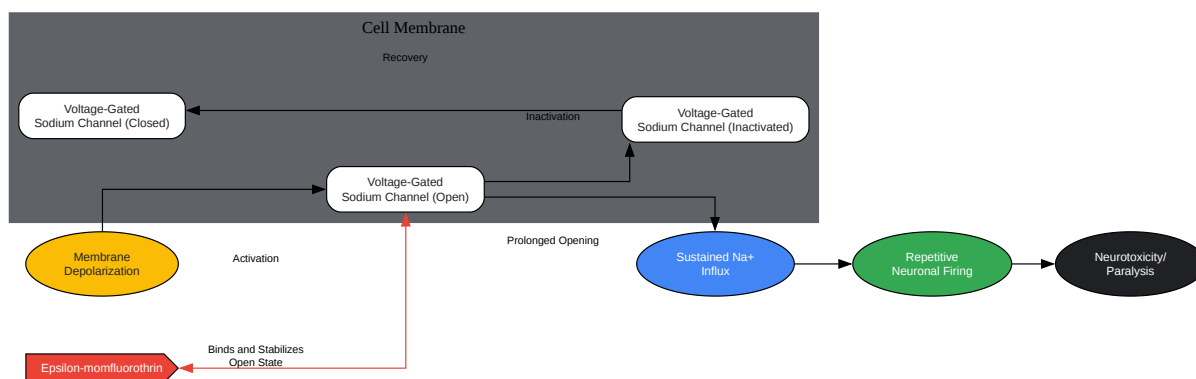 Cell Membrane
Recovery
Voltage-Gated
Sodium Channel (Closed)
Inactivation
Voltage-Gated
Sodium Channel (Inactivated)
Voltage-Gated
Sodium Channel (Open)
Membrane
Depolarization
Activation
Prolonged Opening
Sustained Na+
Influx
Repetitive
Neuronal Firing
Neurotoxicity/
Paralysis
Binds and Stabilizes
Open State
Epsilon-momfluorothrin